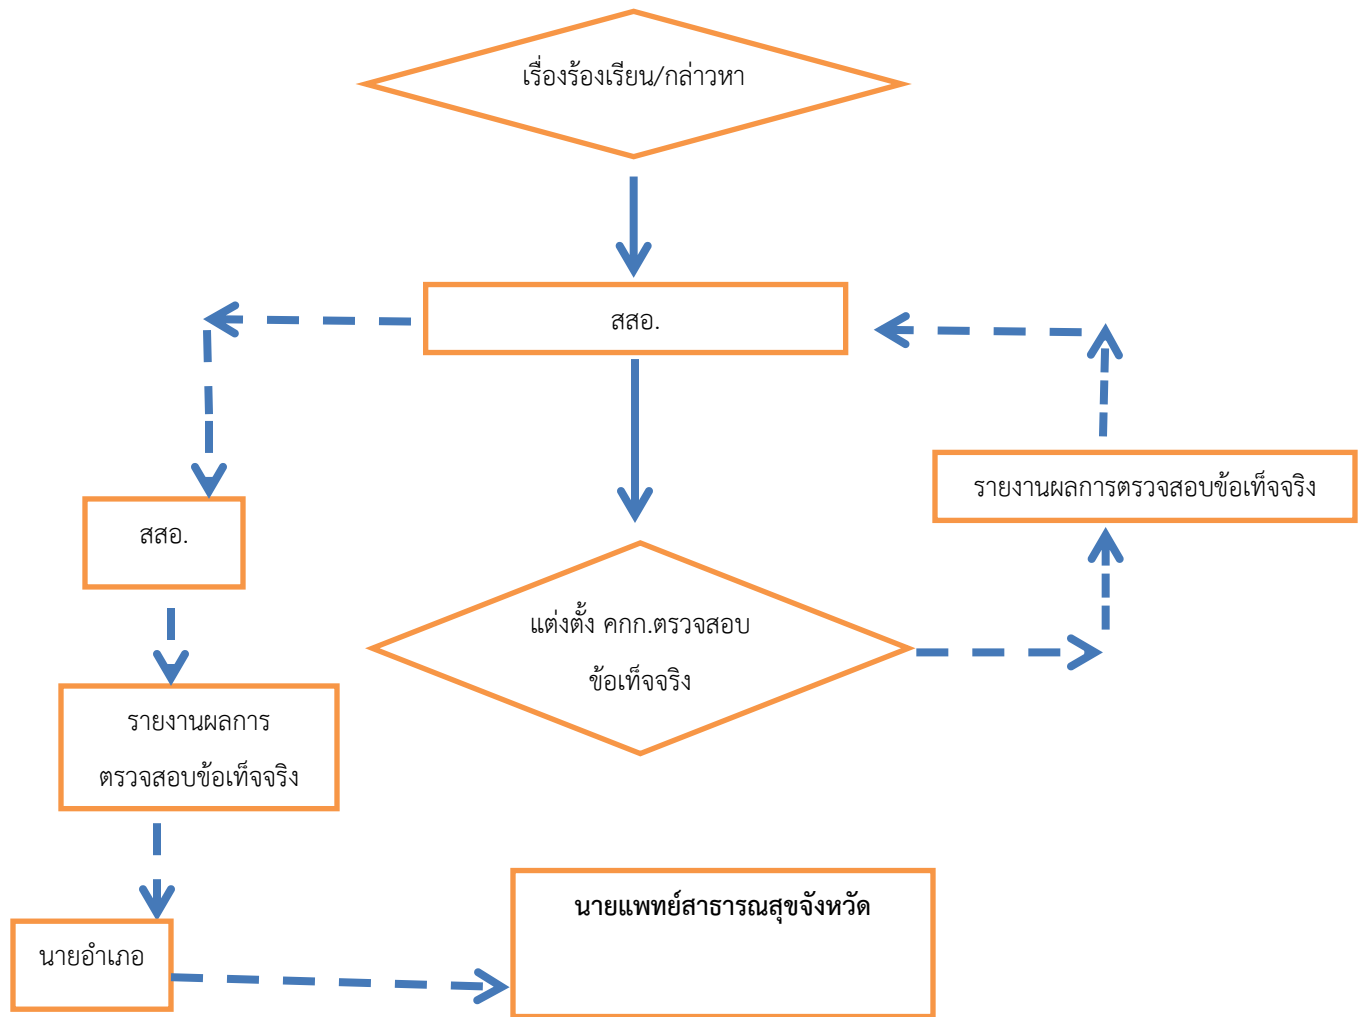 เรื่องร้องเรียน/กล่าวหา
สสอ.
รายงานผลการตรวจสอบข้อเท็จจริง
สสอ.
แต่งตั้ง คกก.ตรวจสอบ
ข้อเท็จจริง
รายงานผลการ
ตรวจสอบข้อเท็จจริง
นายอำเภอ
นายแพทย์สาธารณสุขจังหวัด